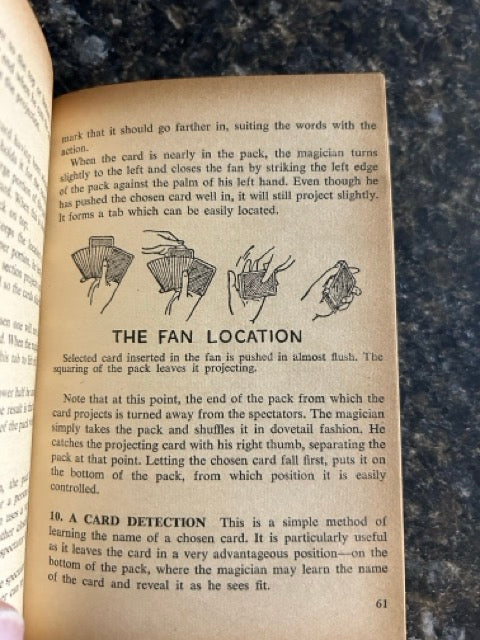 mark that it should go farther in, suiting the words with the
action.
When the card is nearly in the pack, the magician turns
slightly to the left and closes the fan by striking the left edge
of the pack against the palm of his left hand. Even though he
has pushed the chosen card well in, it will still project slightly.
It forms a tab which can be easily located.
THE FAN LOCATION
Selected card inserted in the fan is pushed in almost flush. The
squaring of the pack leaves it projecting.
Note that at this point, the end of the pack from which the
card projects is turned away from the spectators. The magician
simply takes the pack and shuffles it in dovetail fashion. He
catches the projecting card with his right thumb, separating the
pack at that point. Letting the chosen card fall first, puts it on
the bottom of the pack, from which position it is easily
controlled.
10. A CARD DETECTION This is a simple method of
learning the name of a chosen card. It is particularly useful
as it leaves the card in a very advantageous position—on the
bottom of the pack, where the magician may learn the name
of the card and reveal it as he sees fit.
61